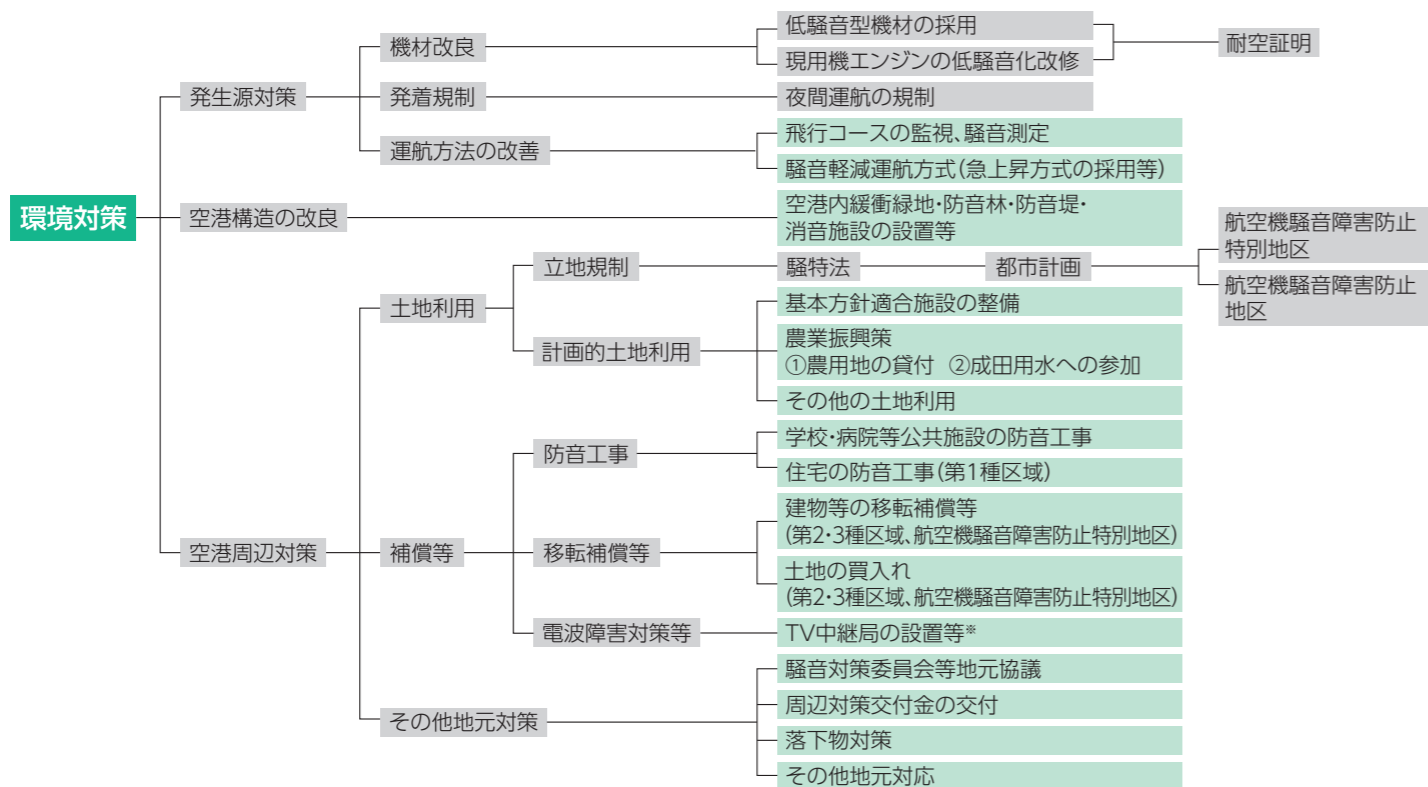 環境対策
発生源対策
機材改良
低騒音型機材の採用
現用機エンジンの低騒音化改修
耐空証明
発着規制
夜間運航の規制
運航方法の改善
飛行コースの監視、騒音測定
騒音軽減運航方式(急上昇方式の採用等)
空港構造の改良
空港内緩衝緑地・防音林・防音堤・
消音施設の設置等
空港周辺対策
土地利用
立地規制
騒特法
都市計画
航空機騒音障害防止
特別地区
航空機騒音障害防止
地区
計画的土地利用
基本方針適合施設の整備
農業振興策
①農用地の貸付 ②成田用水への参加
その他の土地利用
補償等
防音工事
学校・病院等公共施設の防音工事
住宅の防音工事(第1種区域)
移転補償等
建物等の移転補償等
(第2・3種区域、航空機騒音障害防止特別地区)
土地の買入れ
(第2・3種区域、航空機騒音障害防止特別地区)
電波障害対策等
TV中継局の設置等※
その他地元対策
騒音対策委員会等地元協議
周辺対策交付金の交付
落下物対策
その他地元対応